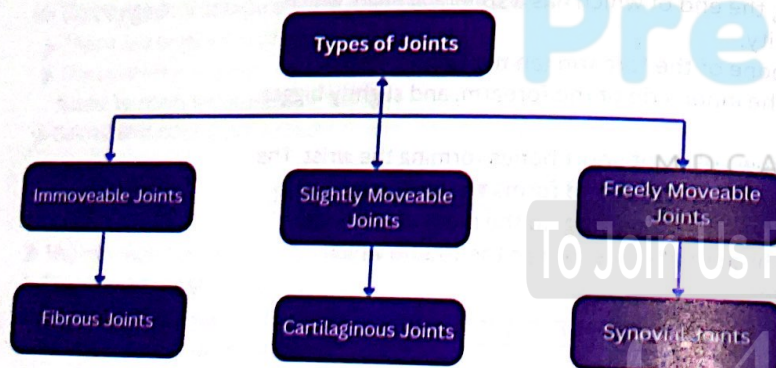 Types of Joints
Pre
M·D·C·A
Immoveable Joints
Slightly Moveable
Joints
Freely Moveable
Joints
To Join Us
Fibrous Joints
Cartilaginous Joints
Synovial Joints